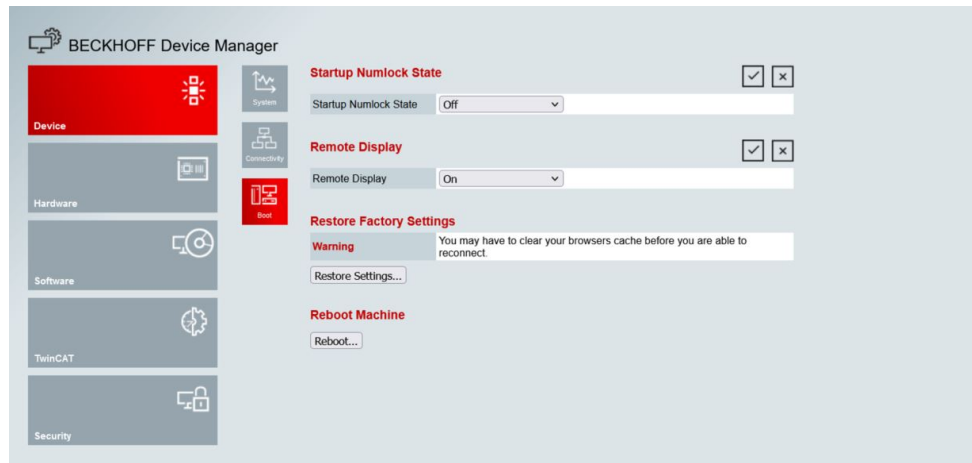 BECKHOFF Device Manager
Device
Hardware
Software
TwinCAT
Security
System
Connectivity
Boot
Startup Numlock State
Startup Numlock State Off
Remote Display
Remote Display On
Restore Factory Settings
Warning You may have to clear your browsers cache before you are able to
reconnect.
Restore Settings...
Reboot Machine
Reboot...